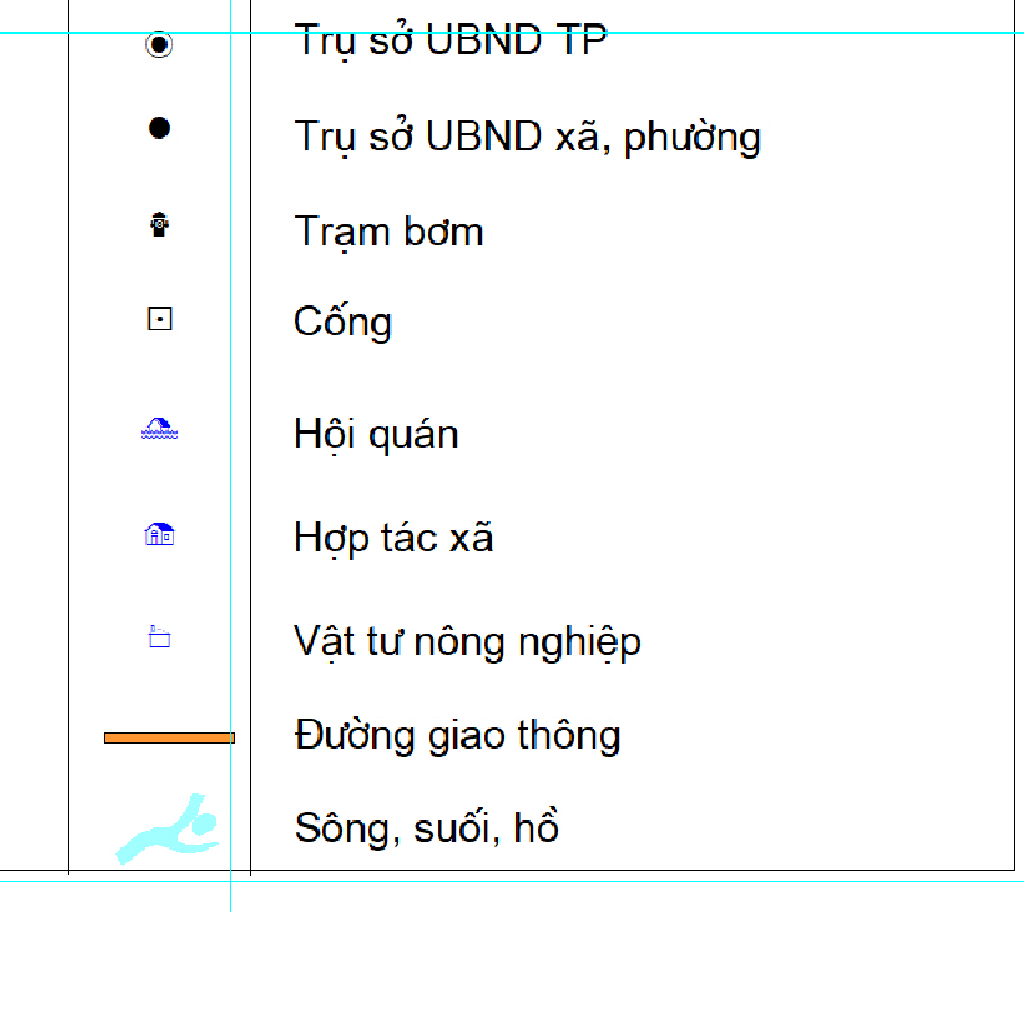 Trụ sở UBND TP
Trụ sở UBND xã, phường
Trạm bơm
Cống
Hội quán
Hợp tác xã
Vật tư nông nghiệp
Đường giao thông
Sông, suối, hồ